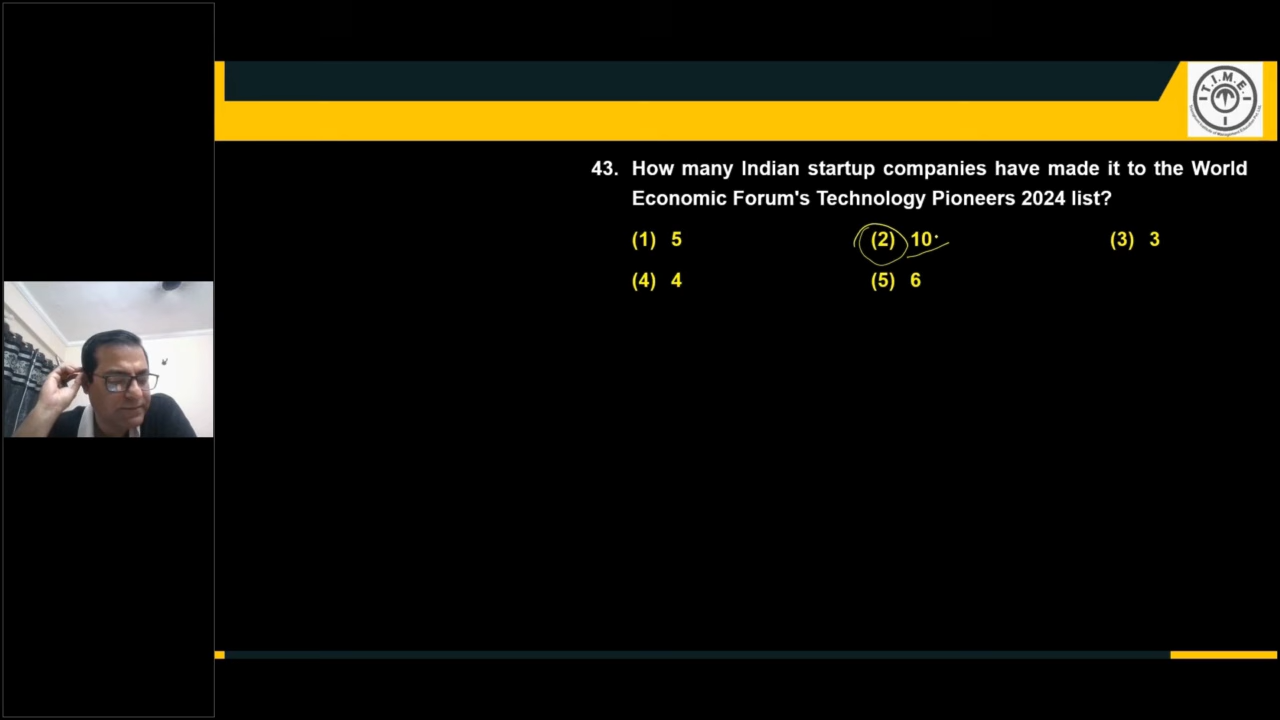 T.I.M.E.
43. How many Indian startup companies have made it to the World
Economic Forum's Technology Pioneers 2024 list?
(1) 5 (2) 10 (3) 3
(4) 4 (5) 6